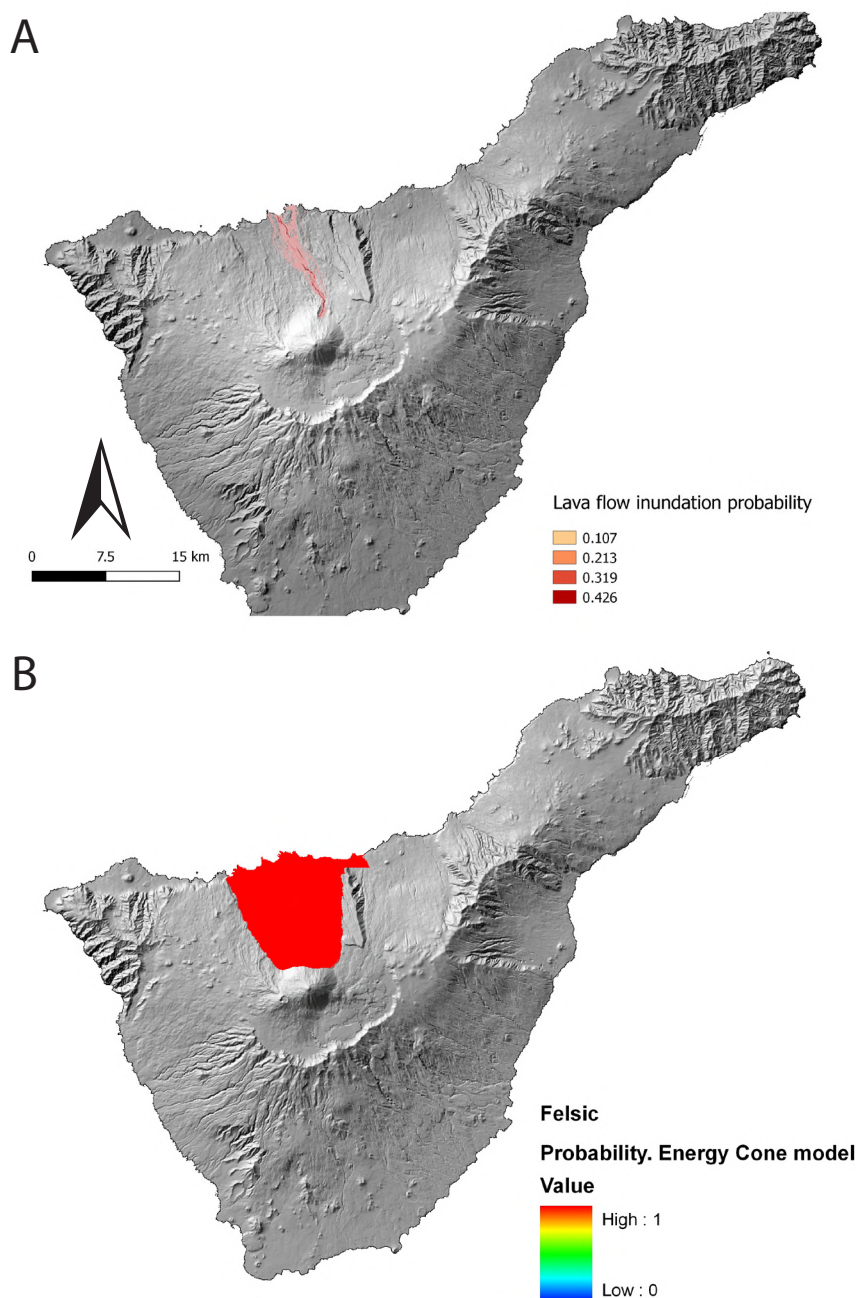 A
0 7.5 15 km
Lava flow inundation probability
0.107
0.213
0.319
0.426
B
Felsic
Probability. Energy Cone model
Value
High : 1
Low : 0